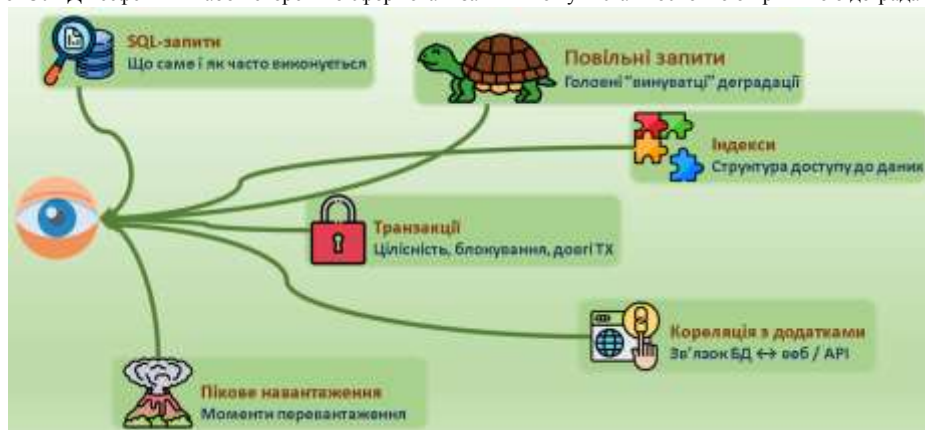 SQL-запити
Що саме і як часто виконується
Повільні запити
Головні "винуватці" деградації
Індекси
Структура доступу до даних
Транзакції
Цілісність, блокування, довгі ТХ
Кореляція з додатками
Зв'язок БД ↔ веб / API
Пікове навантаження
Моменти перевантаження